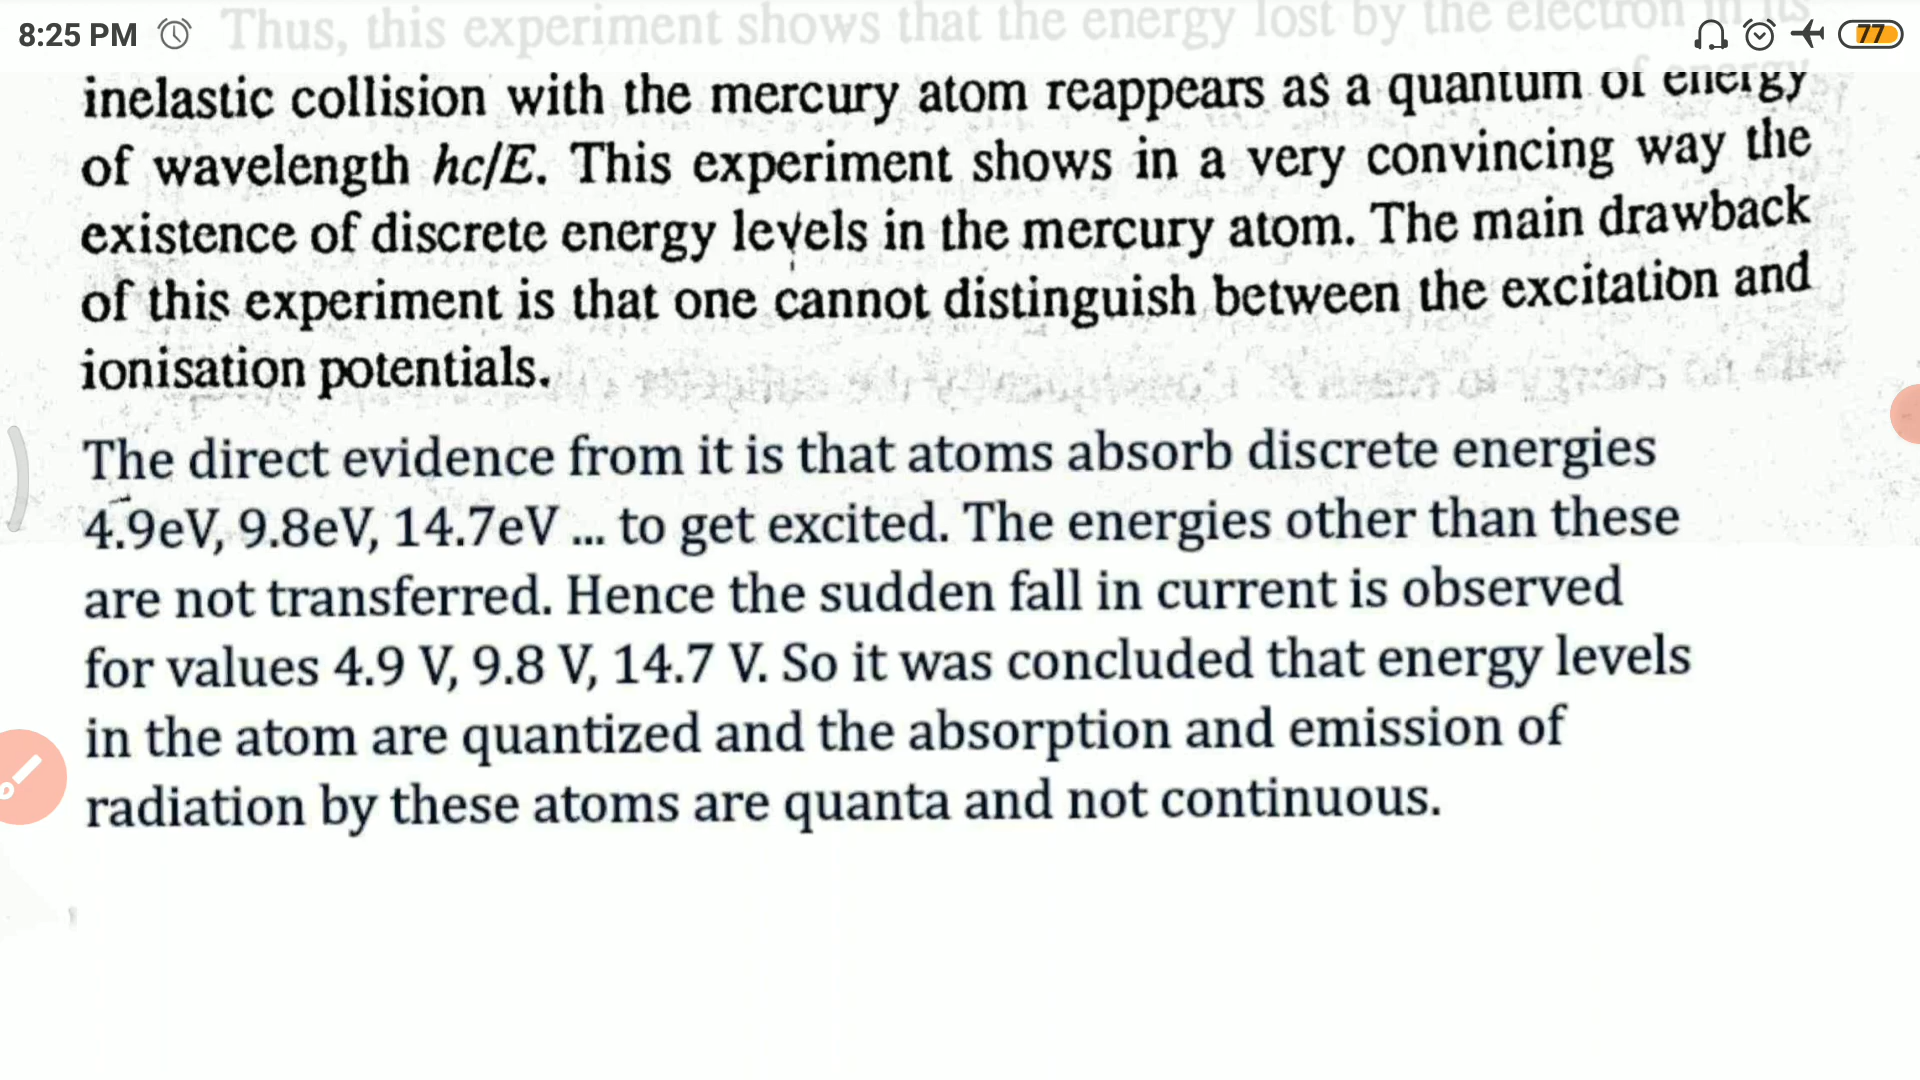 8:25 PM
77
Thus, this experiment shows that the energy lost by the electron in its
inelastic collision with the mercury atom reappears as a quantum of energy
of wavelength hc/E. This experiment shows in a very convincing way the
existence of discrete energy levels in the mercury atom. The main drawback
of this experiment is that one cannot distinguish between the excitation and
ionisation potentials.
The direct evidence from it is that atoms absorb discrete energies
4.9eV, 9.8eV, 14.7eV ... to get excited. The energies other than these
are not transferred. Hence the sudden fall in current is observed
for values 4.9 V, 9.8 V, 14.7 V. So it was concluded that energy levels
in the atom are quantized and the absorption and emission of
radiation by these atoms are quanta and not continuous.